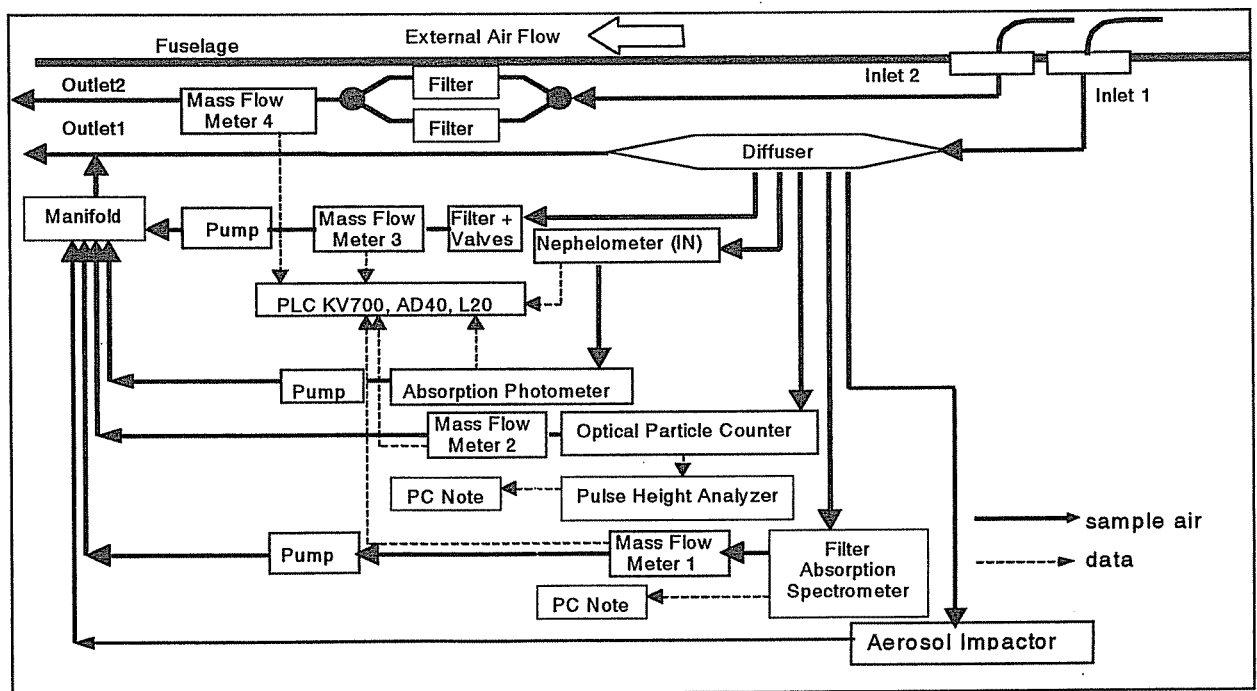 External Air Flow
Fuselage
Inlet 2
Inlet 1
Outlet2
Mass Flow
Meter 4
Filter
Filter
Outlet1
Diffuser
Manifold
Pump
Mass Flow
Meter 3
Filter +
Valves
Nephelometer (IN)
PLC KV700, AD40, L20
Pump
Absorption Photometer
Mass Flow
Meter 2
Optical Particle Counter
PC Note
Pulse Height Analyzer
Pump
Mass Flow
Meter 1
Filter
Absorption
Spectrometer
PC Note
Aerosol Impactor
sample air
data